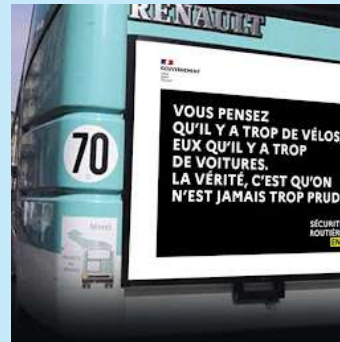 RENAULT
GOUVERNEMENT
VOUS PENSEZ
QU'IL Y A TROP DE VÉLOS
EUX QU'IL Y A TROP
DE VOITURES.
LA VÉRITÉ, C'EST QU'ON
N'EST JAMAIS TROP PRUD
SÉCURIT
ROUTIÈR
70